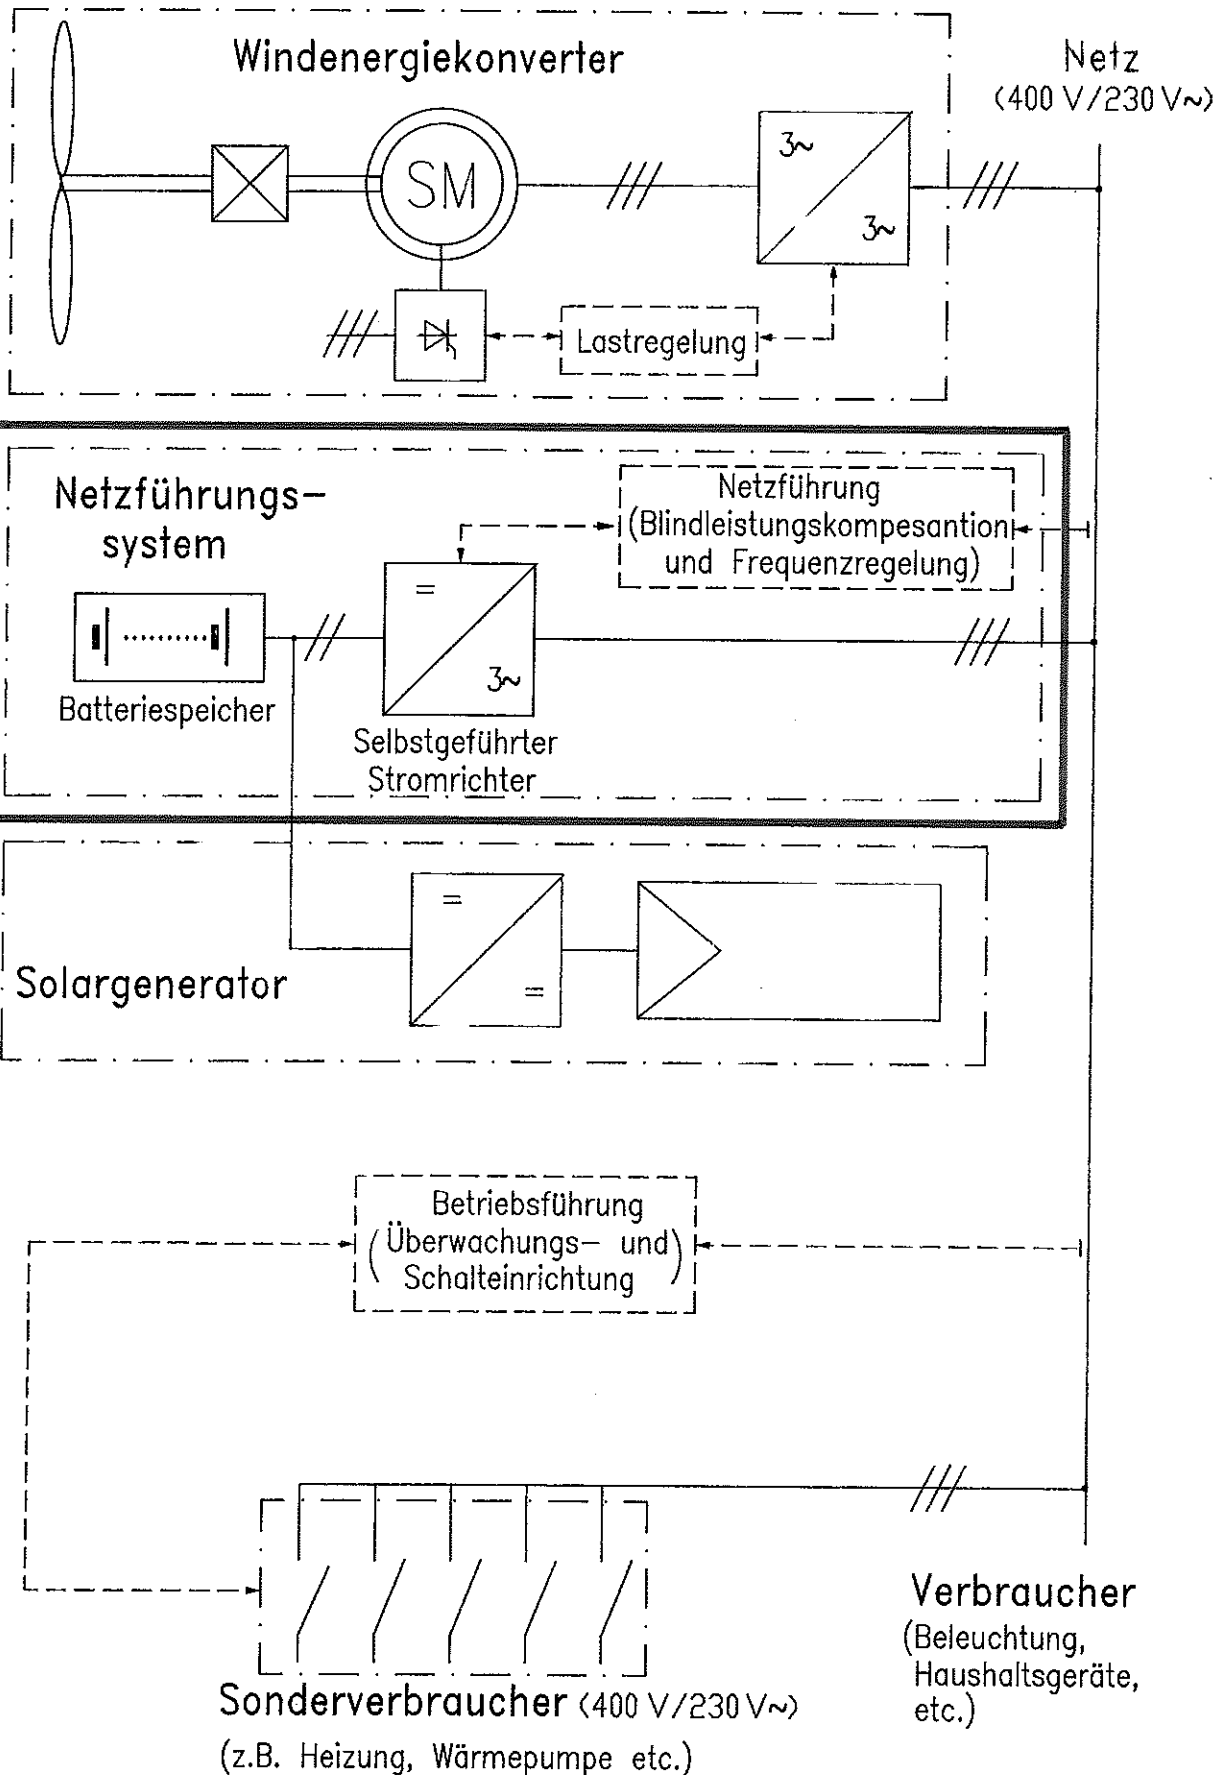 Windenergiekonverter
Netz
(400 V/230 V~)
SM
3~
3~
Lastregelung
Netzführungs-
system
Netzführung
(Blindleistungskompesantion
und Frequenzregelung)
=
3~
Batteriespeicher
Selbstgeführter
Stromrichter
Solargenerator
=
=
Betriebsführung
(Überwachungs- und)
Schalteinrichtung
Verbraucher
(Beleuchtung,
Haushaltsgeräte,
etc.)
Sonderverbraucher (400 V/230 V~)
(z.B. Heizung, Wärmepumpe etc.)